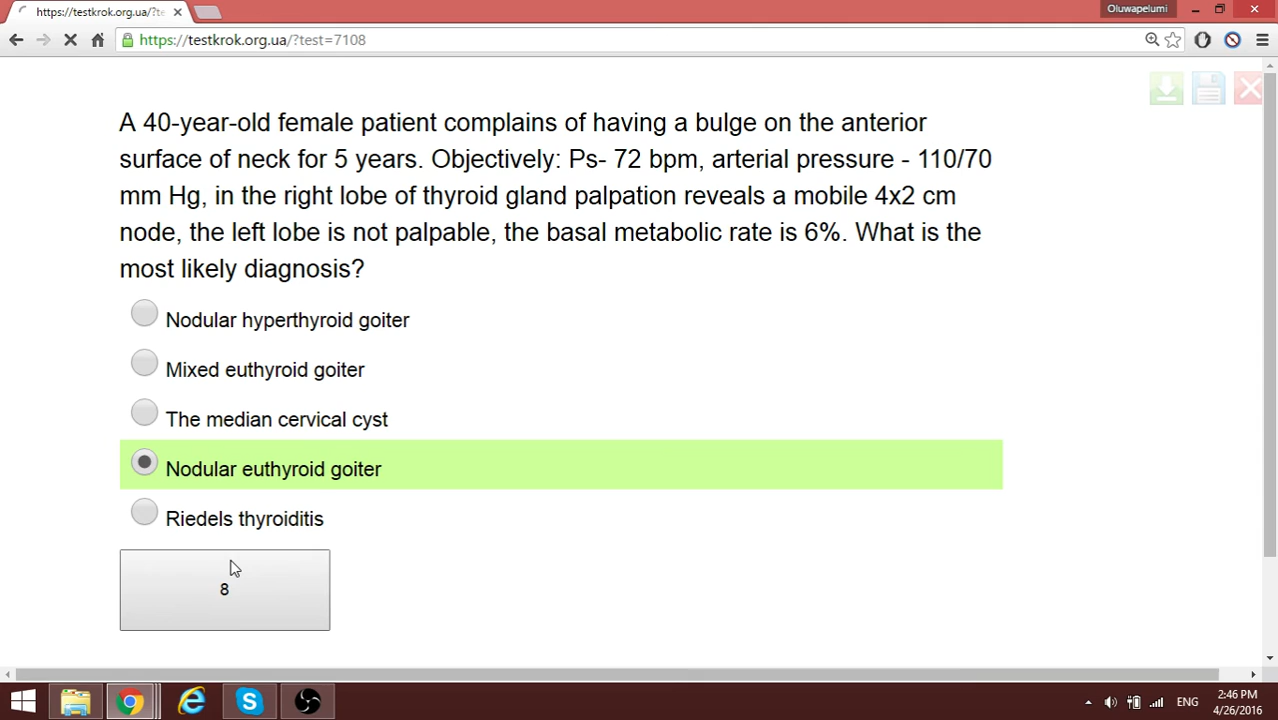 https://testkrok.org.ua/?te
Oluwapelumi
https://testkrok.org.ua/?test=7108
A 40-year-old female patient complains of having a bulge on the anterior
surface of neck for 5 years. Objectively: Ps- 72 bpm, arterial pressure - 110/70
mm Hg, in the right lobe of thyroid gland palpation reveals a mobile 4x2 cm
node, the left lobe is not palpable, the basal metabolic rate is 6%. What is the
most likely diagnosis?
Nodular hyperthyroid goiter
Mixed euthyroid goiter
The median cervical cyst
Nodular euthyroid goiter
Riedels thyroiditis
8
ENG
2:46 PM
4/26/2016